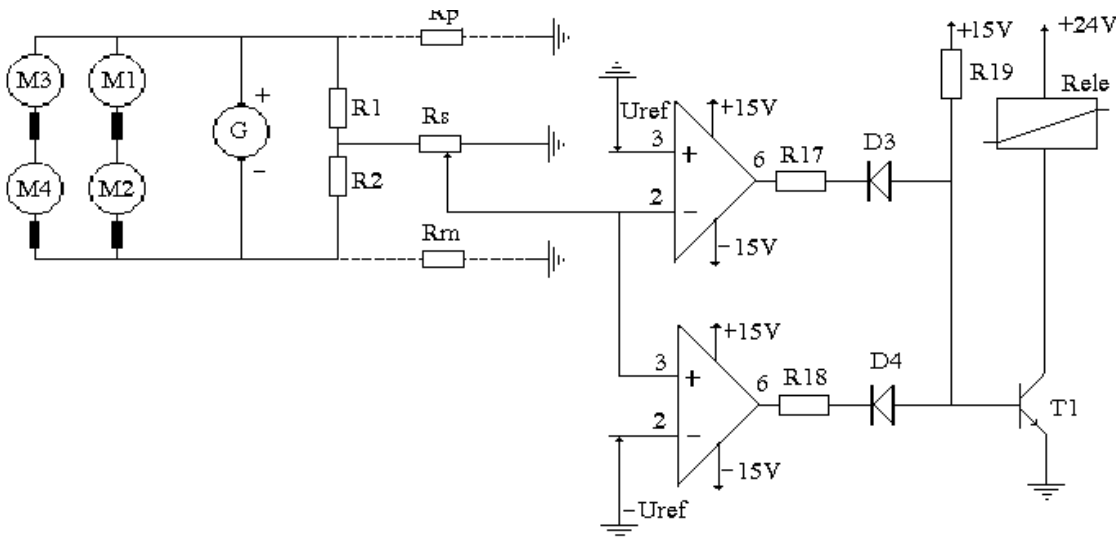 Rp
M3
M1
+
G
−
R1
R2
Rs
M4
M2
Rm
Uref
3
+
2
−
+15V
−15V
6
R17
D3
+15V
R19
+24V
Rele
3
+
2
−
+15V
−15V
6
R18
D4
T1
−Uref